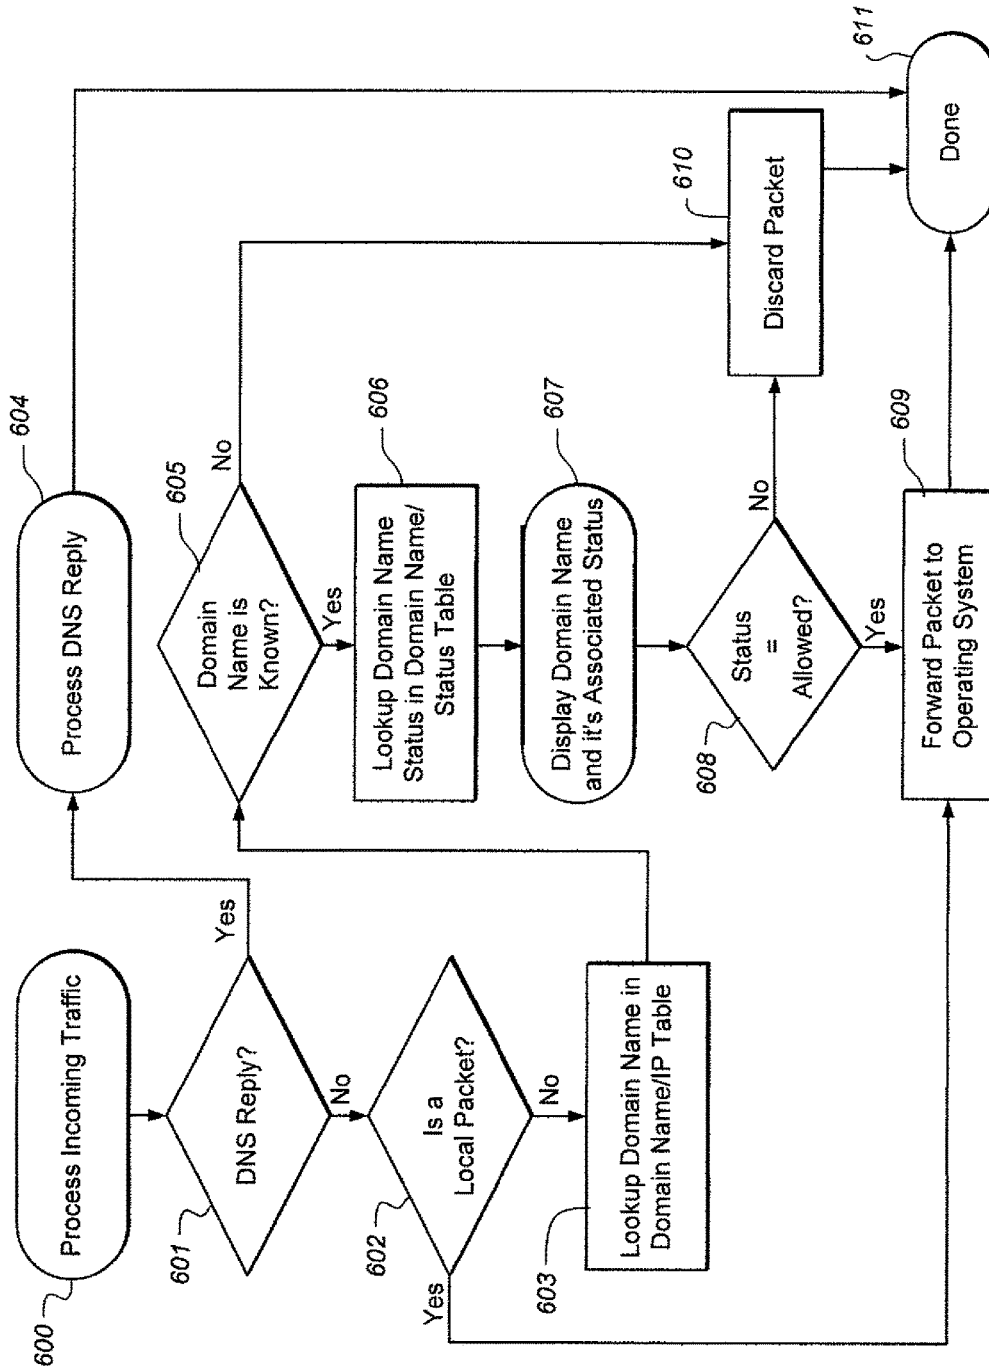 600
Process Incoming Traffic
601
DNS Reply?
Yes
No
602
Is a
Local Packet?
Yes
No
603
Lookup Domain Name in
Domain Name/IP Table
604
Process DNS Reply
605
Domain
Name is
Known?
No
Yes
606
Lookup Domain Name
Status in Domain Name/
Status Table
607
Display Domain Name
and it's Associated Status
608
Status
=
Allowed?
No
Yes
609
Forward Packet to
Operating System
610
Discard Packet
611
Done